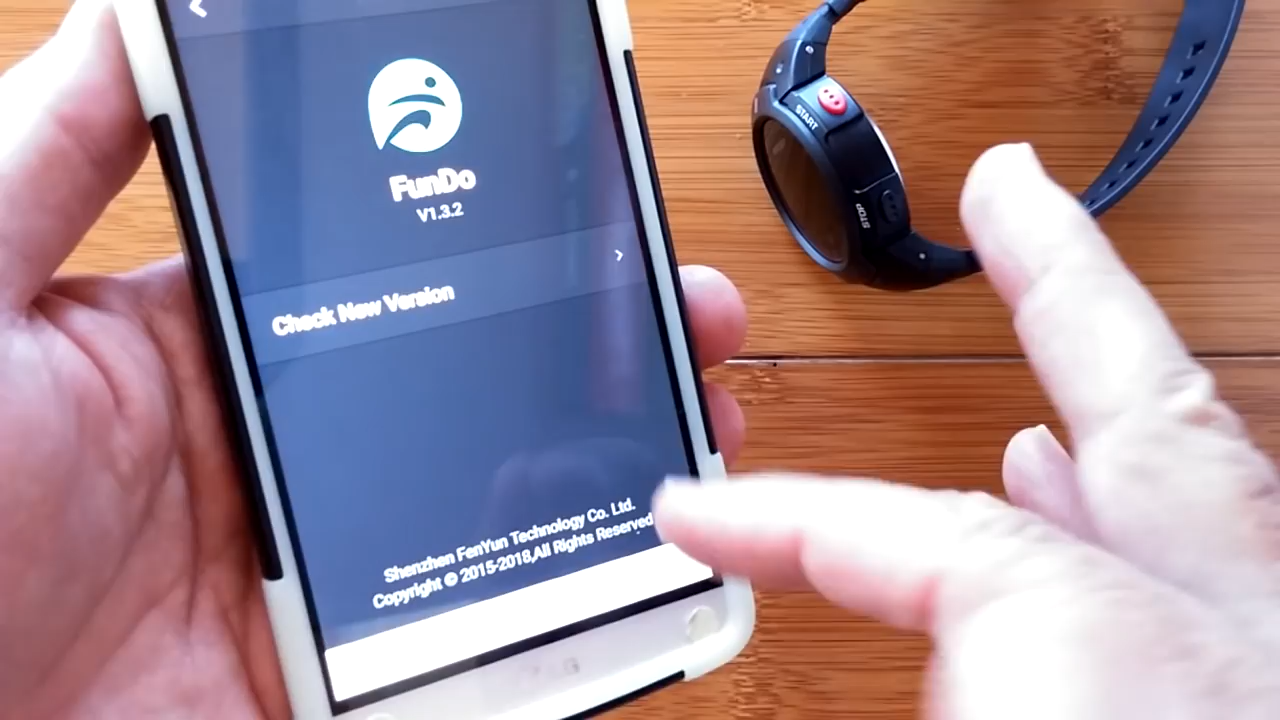 FunDo
V1.3.2
Check New Version
Shenzhen FenYun Technology Co. Ltd.
Copyright © 2015-2018,All Rights Reserved
START
STOP